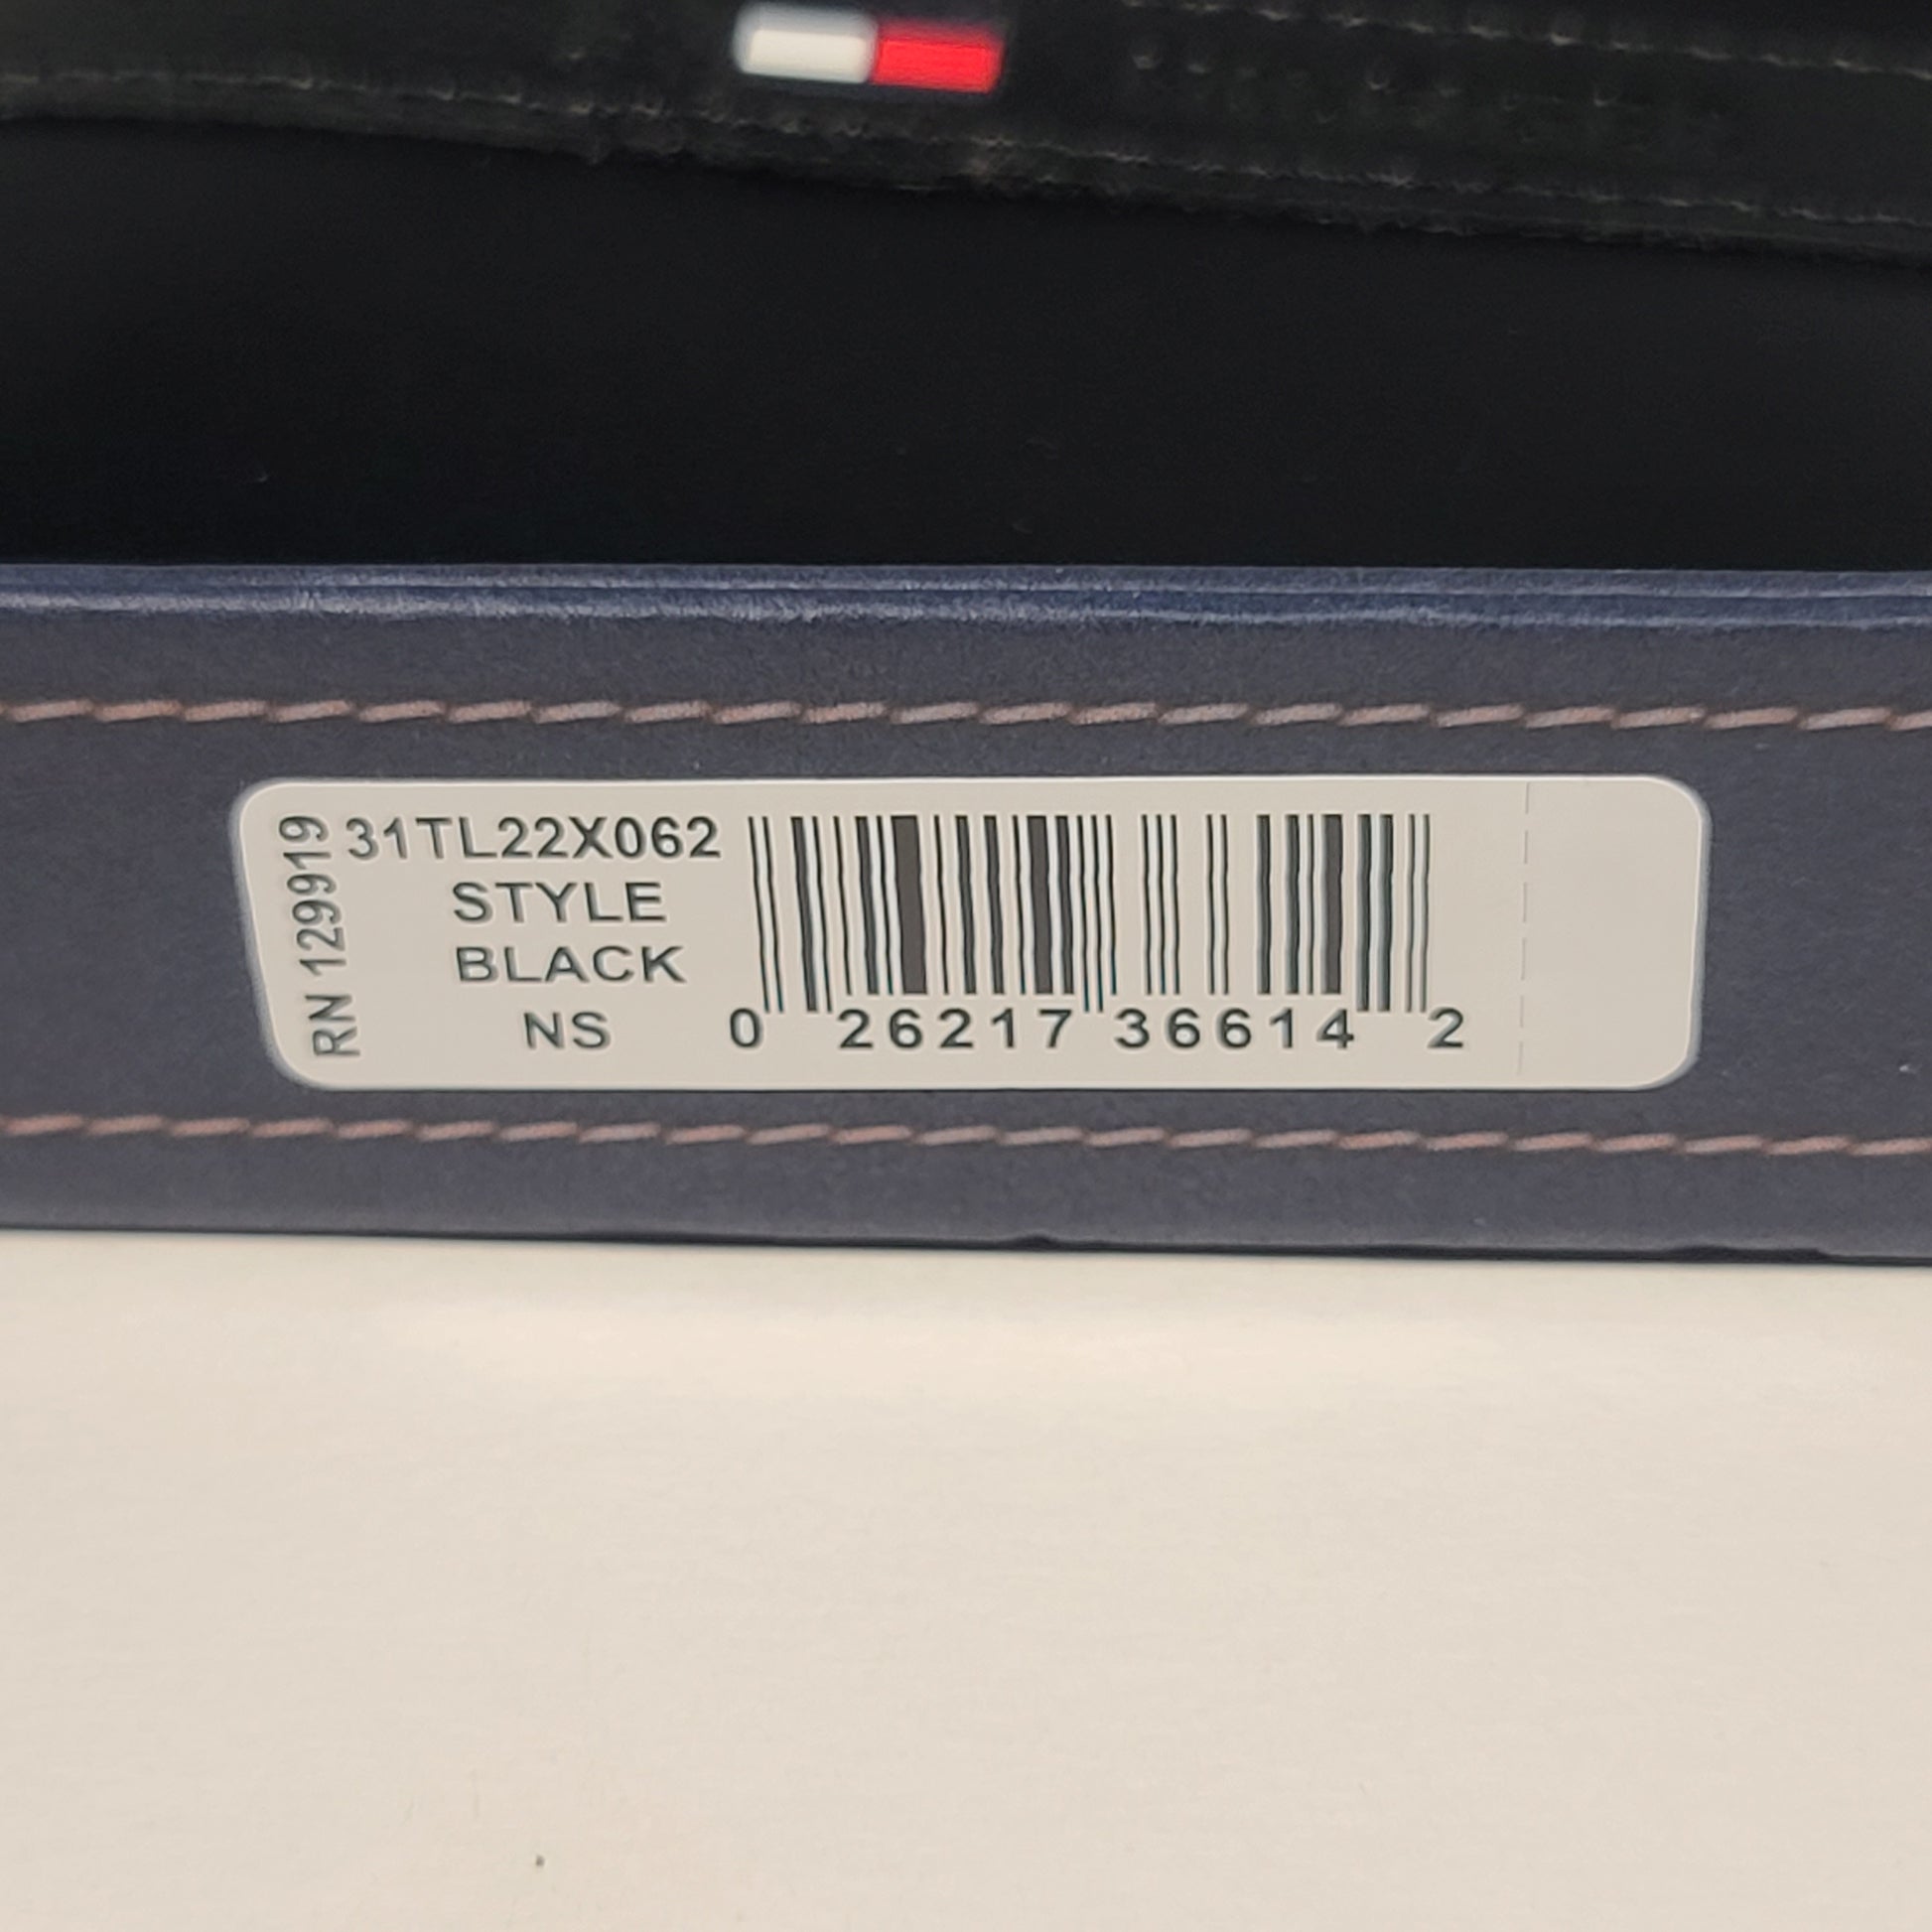 RN 129919
31TL22X062
STYLE
BLACK
NS
0 26217 36614 2